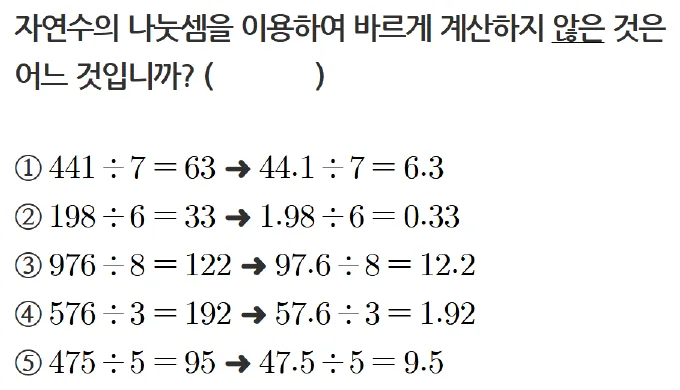 자연수의 나눗셈을 이용하여 바르게 계산하지 않은 것은
어느 것입니까? (            )
① 441÷7=63 ➜ 44.1÷7=6.3
② 198÷6=33 ➜ 1.98÷6=0.33
③ 976÷8=122 ➜ 97.6÷8=12.2
④ 576÷3=192 ➜ 57.6÷3=1.92
⑤ 475÷5=95 ➜ 47.5÷5=9.5